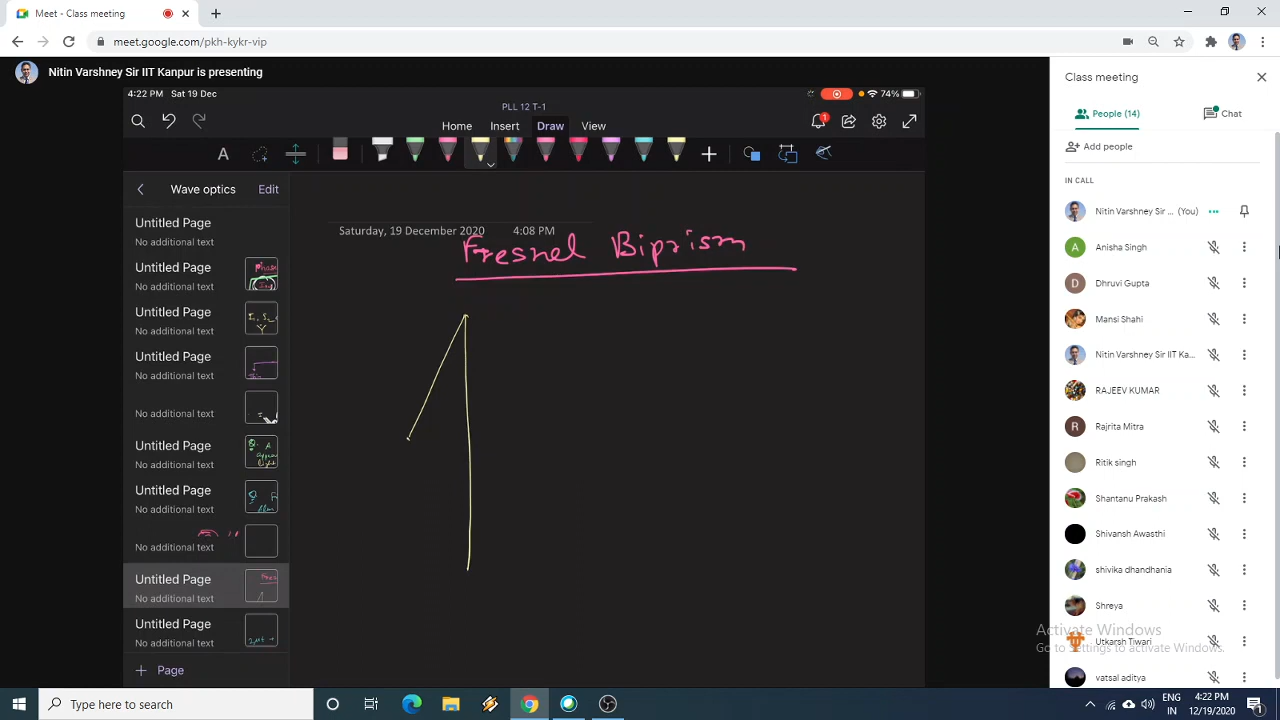 Meet - Class meeting
meet.google.com/pkh-kykr-vip
Nitin Varshney Sir IIT Kanpur is presenting
4:22 PM Sat 19 Dec
74%
PLL 12 T-1
Home Insert Draw View
1
A
Wave optics Edit
Untitled Page
No additional text
Untitled Page
No additional text
Untitled Page
No additional text
Untitled Page
No additional text
No additional text
Untitled Page
No additional text
Untitled Page
No additional text
No additional text
Untitled Page
No additional text
Untitled Page
No additional text
+ Page
Saturday, 19 December 2020 4:08 PM
Fresnel Biprism
Class meeting
People (14) Chat
Add people
IN CALL
Nitin Varshney Sir ... (You)
A Anisha Singh
D Dhruvi Gupta
Mansi Shahi
Nitin Varshney Sir IIT Ka...
RAJEEV KUMAR
R Rajrita Mitra
Ritik singh
Shantanu Prakash
Shivansh Awasthi
shivika dhandhania
Shreya
Utkarsh Tiwari
vatsal aditya
Activate Windows
Go to Settings to activate Windows.
Type here to search
ENG
IN
4:22 PM
12/19/2020